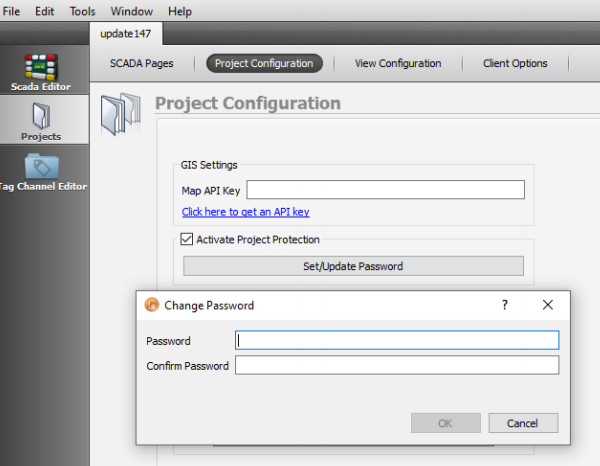 File Edit Tools Window Help
update147
SCADA Pages Project Configuration View Configuration Client Options
Scada Editor
Projects
Tag Channel Editor
Project Configuration
GIS Settings
Map API Key
Click here to get an API key
Activate Project Protection
Set/Update Password
Change Password ?
Password
Confirm Password
OK Cancel